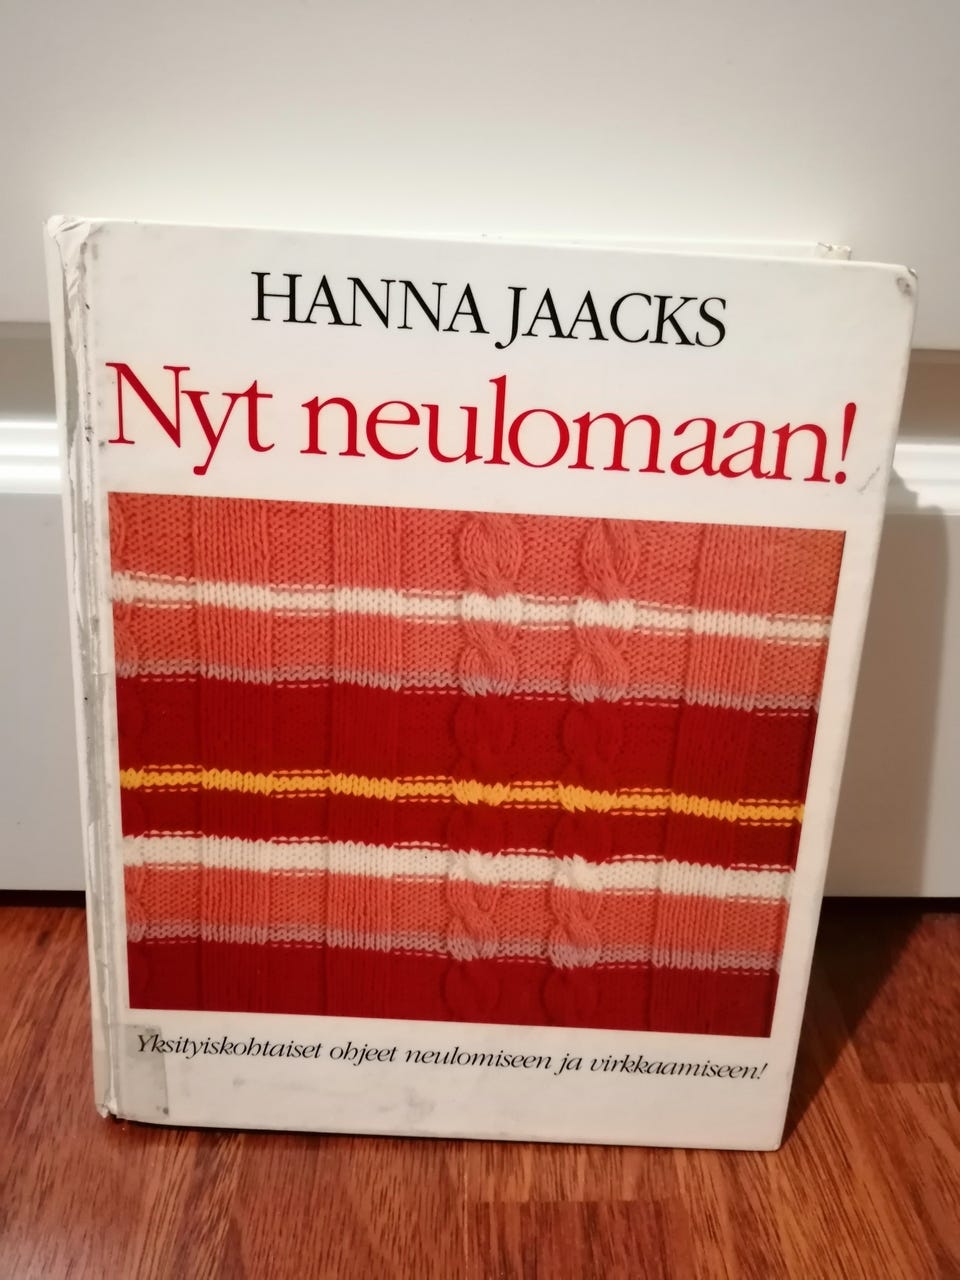 HANNA JAACKS
Nyt neulomaan!
Yksityiskohtaiset ohjeet neulomiseen ja virkkaamiseen!